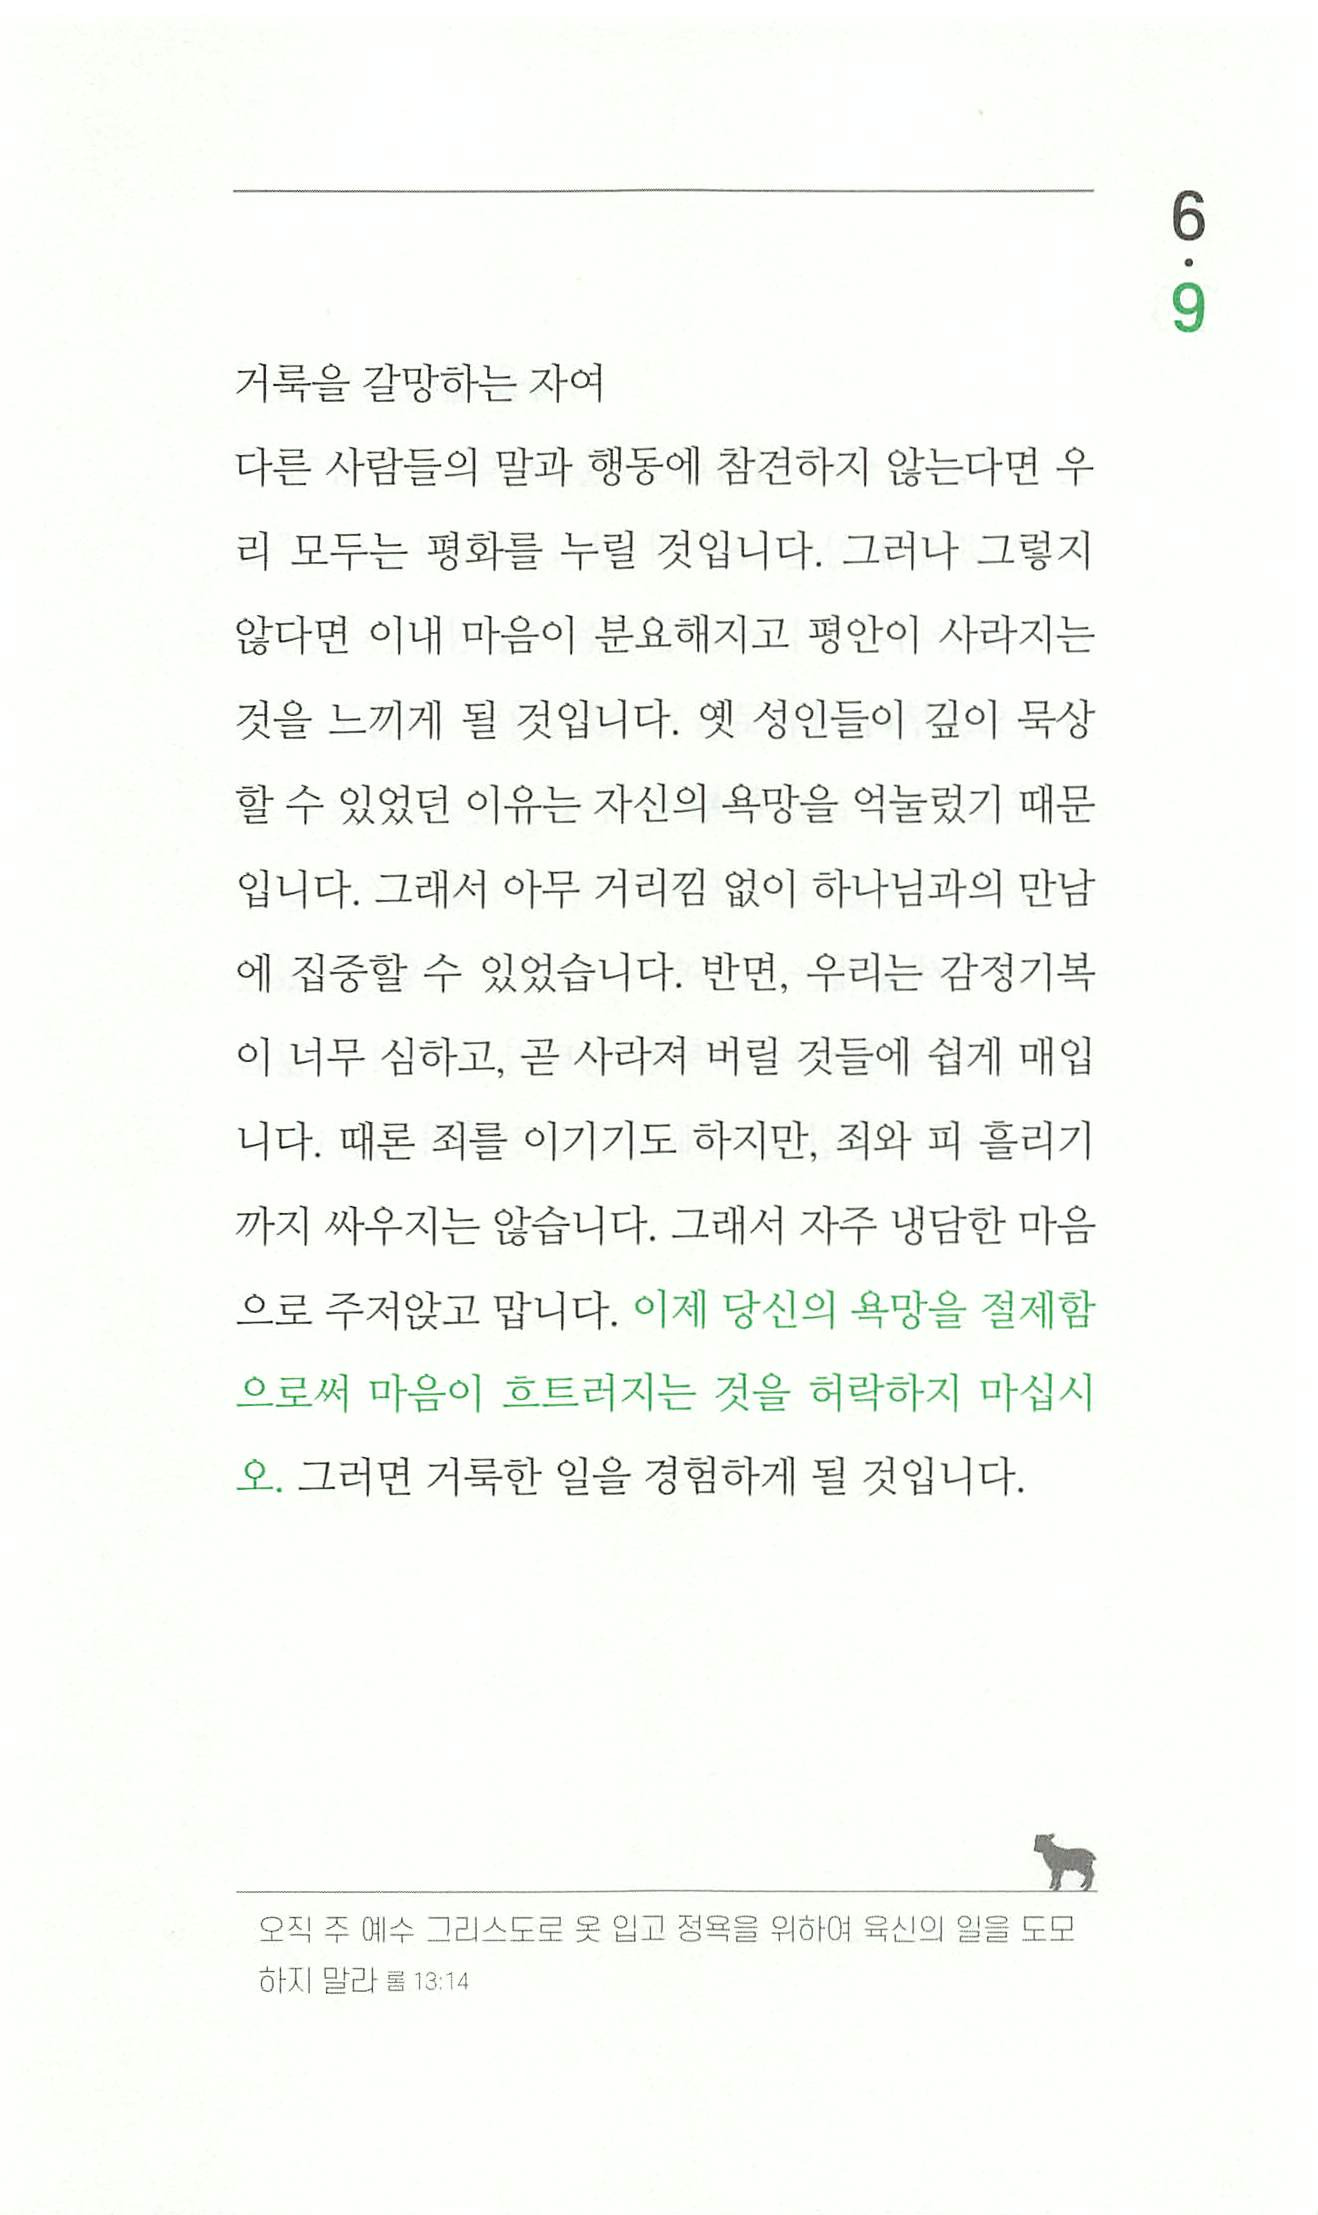 6
·
9
거룩을 갈망하는 자여
다른 사람들의 말과 행동에 참견하지 않는다면 우
리 모두는 평화를 누릴 것입니다. 그러나 그렇지
않다면 이내 마음이 분요해지고 평안이 사라지는
것을 느끼게 될 것입니다. 옛 성인들이 깊이 묵상
할 수 있었던 이유는 자신의 욕망을 억눌렀기 때문
입니다. 그래서 아무 거리낌 없이 하나님과의 만남
에 집중할 수 있었습니다. 반면, 우리는 감정기복
이 너무 심하고, 곧 사라져 버릴 것들에 쉽게 매입
니다. 때론 죄를 이기기도 하지만, 죄와 피 흘리기
까지 싸우지는 않습니다. 그래서 자주 냉담한 마음
으로 주저앉고 맙니다. 이제 당신의 욕망을 절제함
으로써 마음이 흐트러지는 것을 허락하지 마십시
오. 그러면 거룩한 일을 경험하게 될 것입니다.
오직 주 예수 그리스도로 옷 입고 정욕을 위하여 육신의 일을 도모
하지 말라 롬 13:14